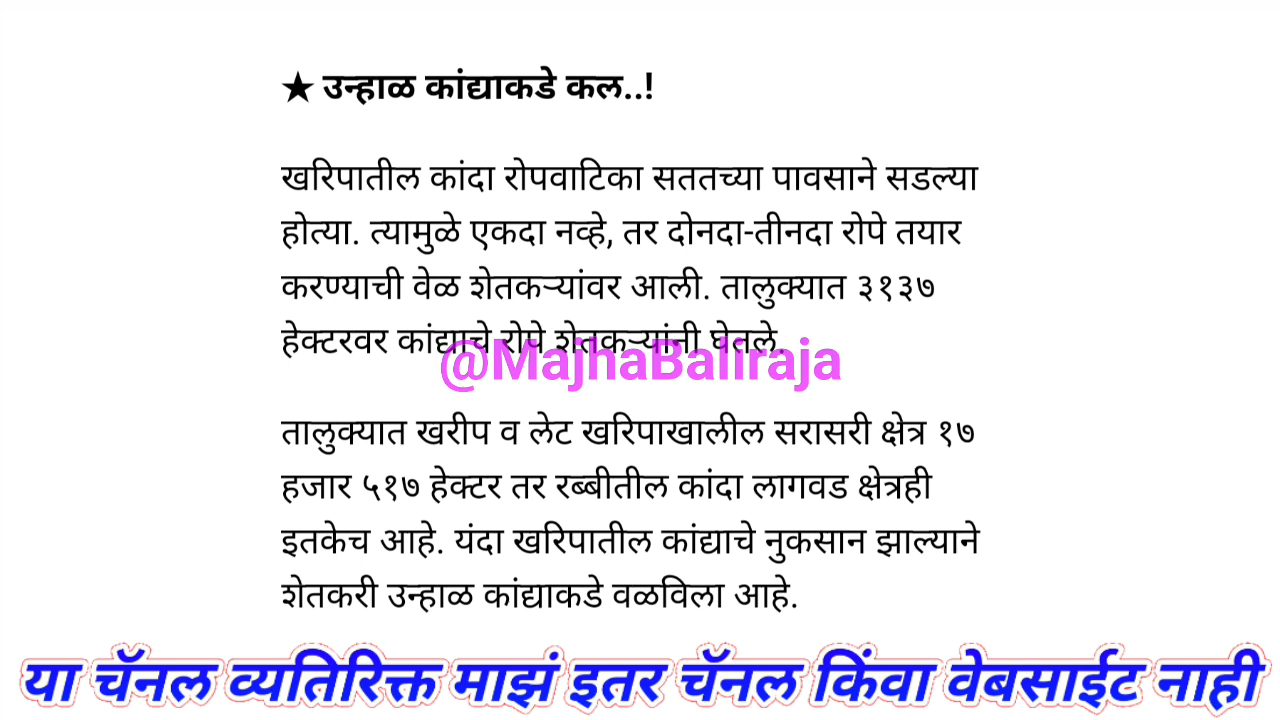 ★ उन्हाळ कांद्याकडे कल..!
खरिपातील कांदा रोपवाटिका सततच्या पावसाने सडल्या
होत्या. त्यामुळे एकदा नव्हे, तर दोनदा-तीनदा रोपे तयार
करण्याची वेळ शेतकऱ्यांवर आली. तालुक्यात ३१३७
हेक्टरवर कांद्याचे रोपे शेतकऱ्यांनी घेतले.
@MajhaBaliraja
तालुक्यात खरीप व लेट खरिपाखालील सरासरी क्षेत्र १७
हजार ५१७ हेक्टर तर रब्बीतील कांदा लागवड क्षेत्रही
इतकेच आहे. यंदा खरिपातील कांद्याचे नुकसान झाल्याने
शेतकरी उन्हाळ कांद्याकडे वळविला आहे.
या चॅनल व्यतिरिक्त माझं इतर चॅनल किंवा वेबसाईट नाही